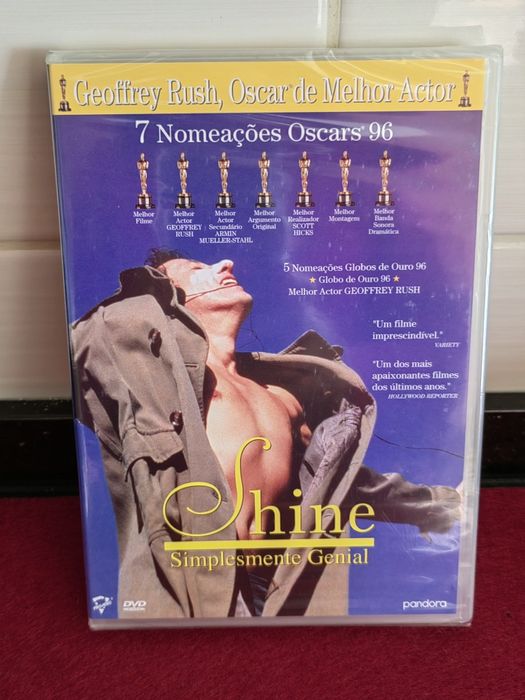 Geoffrey Rush, Oscar de Melhor Actor
7 Nomeações Oscars 96
Melhor
Filme
Melhor
Actor
GEOFFREY
RUSH
Melhor
Actor
Secundário
ARMIN
MUELLER-STAHL
Melhor
Argumento
Original
Melhor
Realizador
SCOTT
HICKS
Melhor
Montagem
Melhor
Banda
Sonora
Dramática
5 Nomeações Globos de Ouro 96
★ Globo de Ouro 96 ★
Melhor Actor GEOFFREY RUSH
"Um filme
imprescindível."
VARIETY
"Um dos mais
apaixonantes filmes
dos últimos anos."
HOLLYWOOD REPORTER
Shine
Simplesmente Genial
DVD
pandora